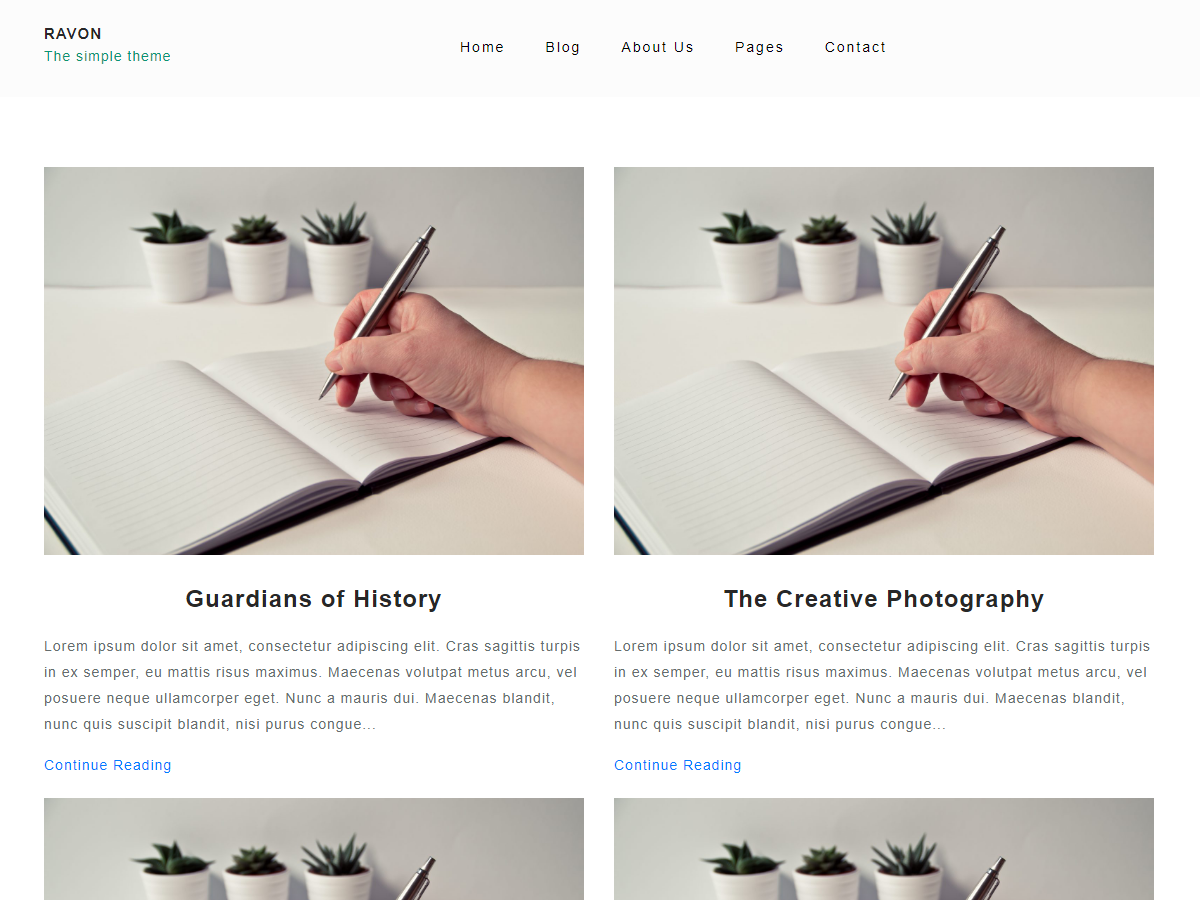 RAVON
The simple theme
Home Blog About Us Pages Contact
Guardians of History
Lorem ipsum dolor sit amet, consectetur adipiscing elit. Cras sagittis turpis
in ex semper, eu mattis risus maximus. Maecenas volutpat metus arcu, vel
posuere neque ullamcorper eget. Nunc a mauris dui. Maecenas blandit,
nunc quis suscipit blandit, nisi purus congue...
Continue Reading
The Creative Photography
Lorem ipsum dolor sit amet, consectetur adipiscing elit. Cras sagittis turpis
in ex semper, eu mattis risus maximus. Maecenas volutpat metus arcu, vel
posuere neque ullamcorper eget. Nunc a mauris dui. Maecenas blandit,
nunc quis suscipit blandit, nisi purus congue...
Continue Reading